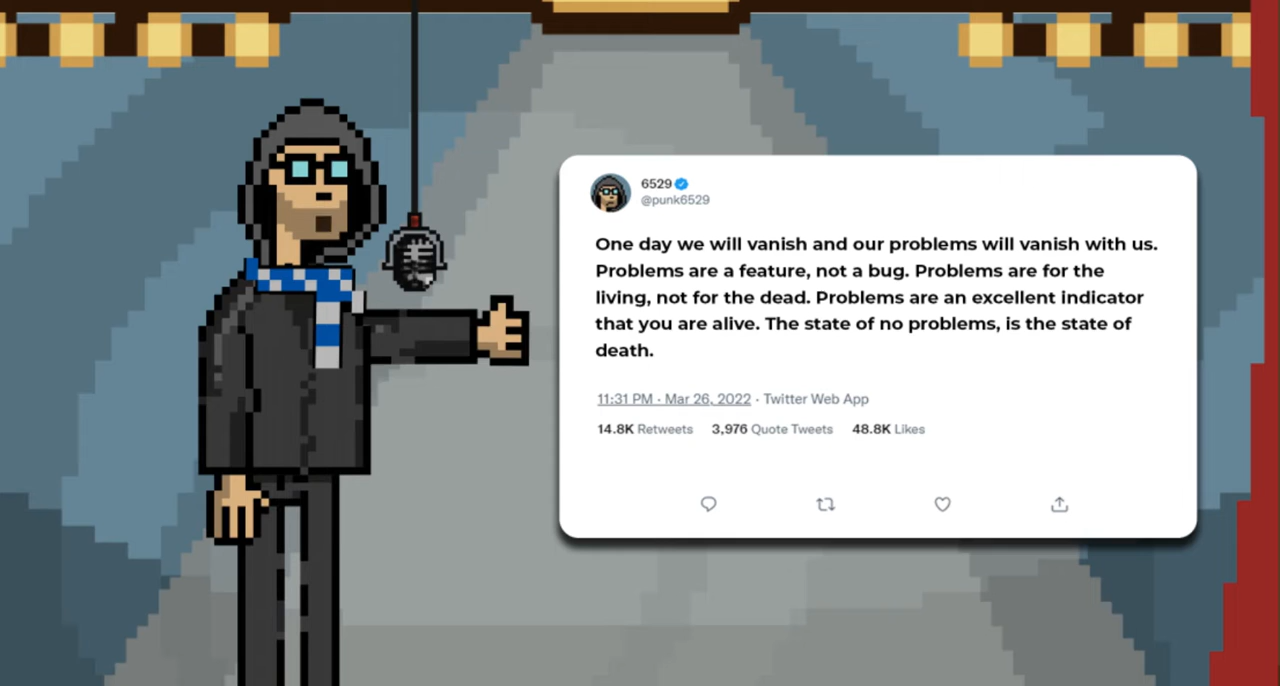 6529
@punk6529
One day we will vanish and our problems will vanish with us.
Problems are a feature, not a bug. Problems are for the
living, not for the dead. Problems are an excellent indicator
that you are alive. The state of no problems, is the state of
death.
11:31 PM · Mar 26, 2022 · Twitter Web App
14.8K Retweets 3,976 Quote Tweets 48.8K Likes